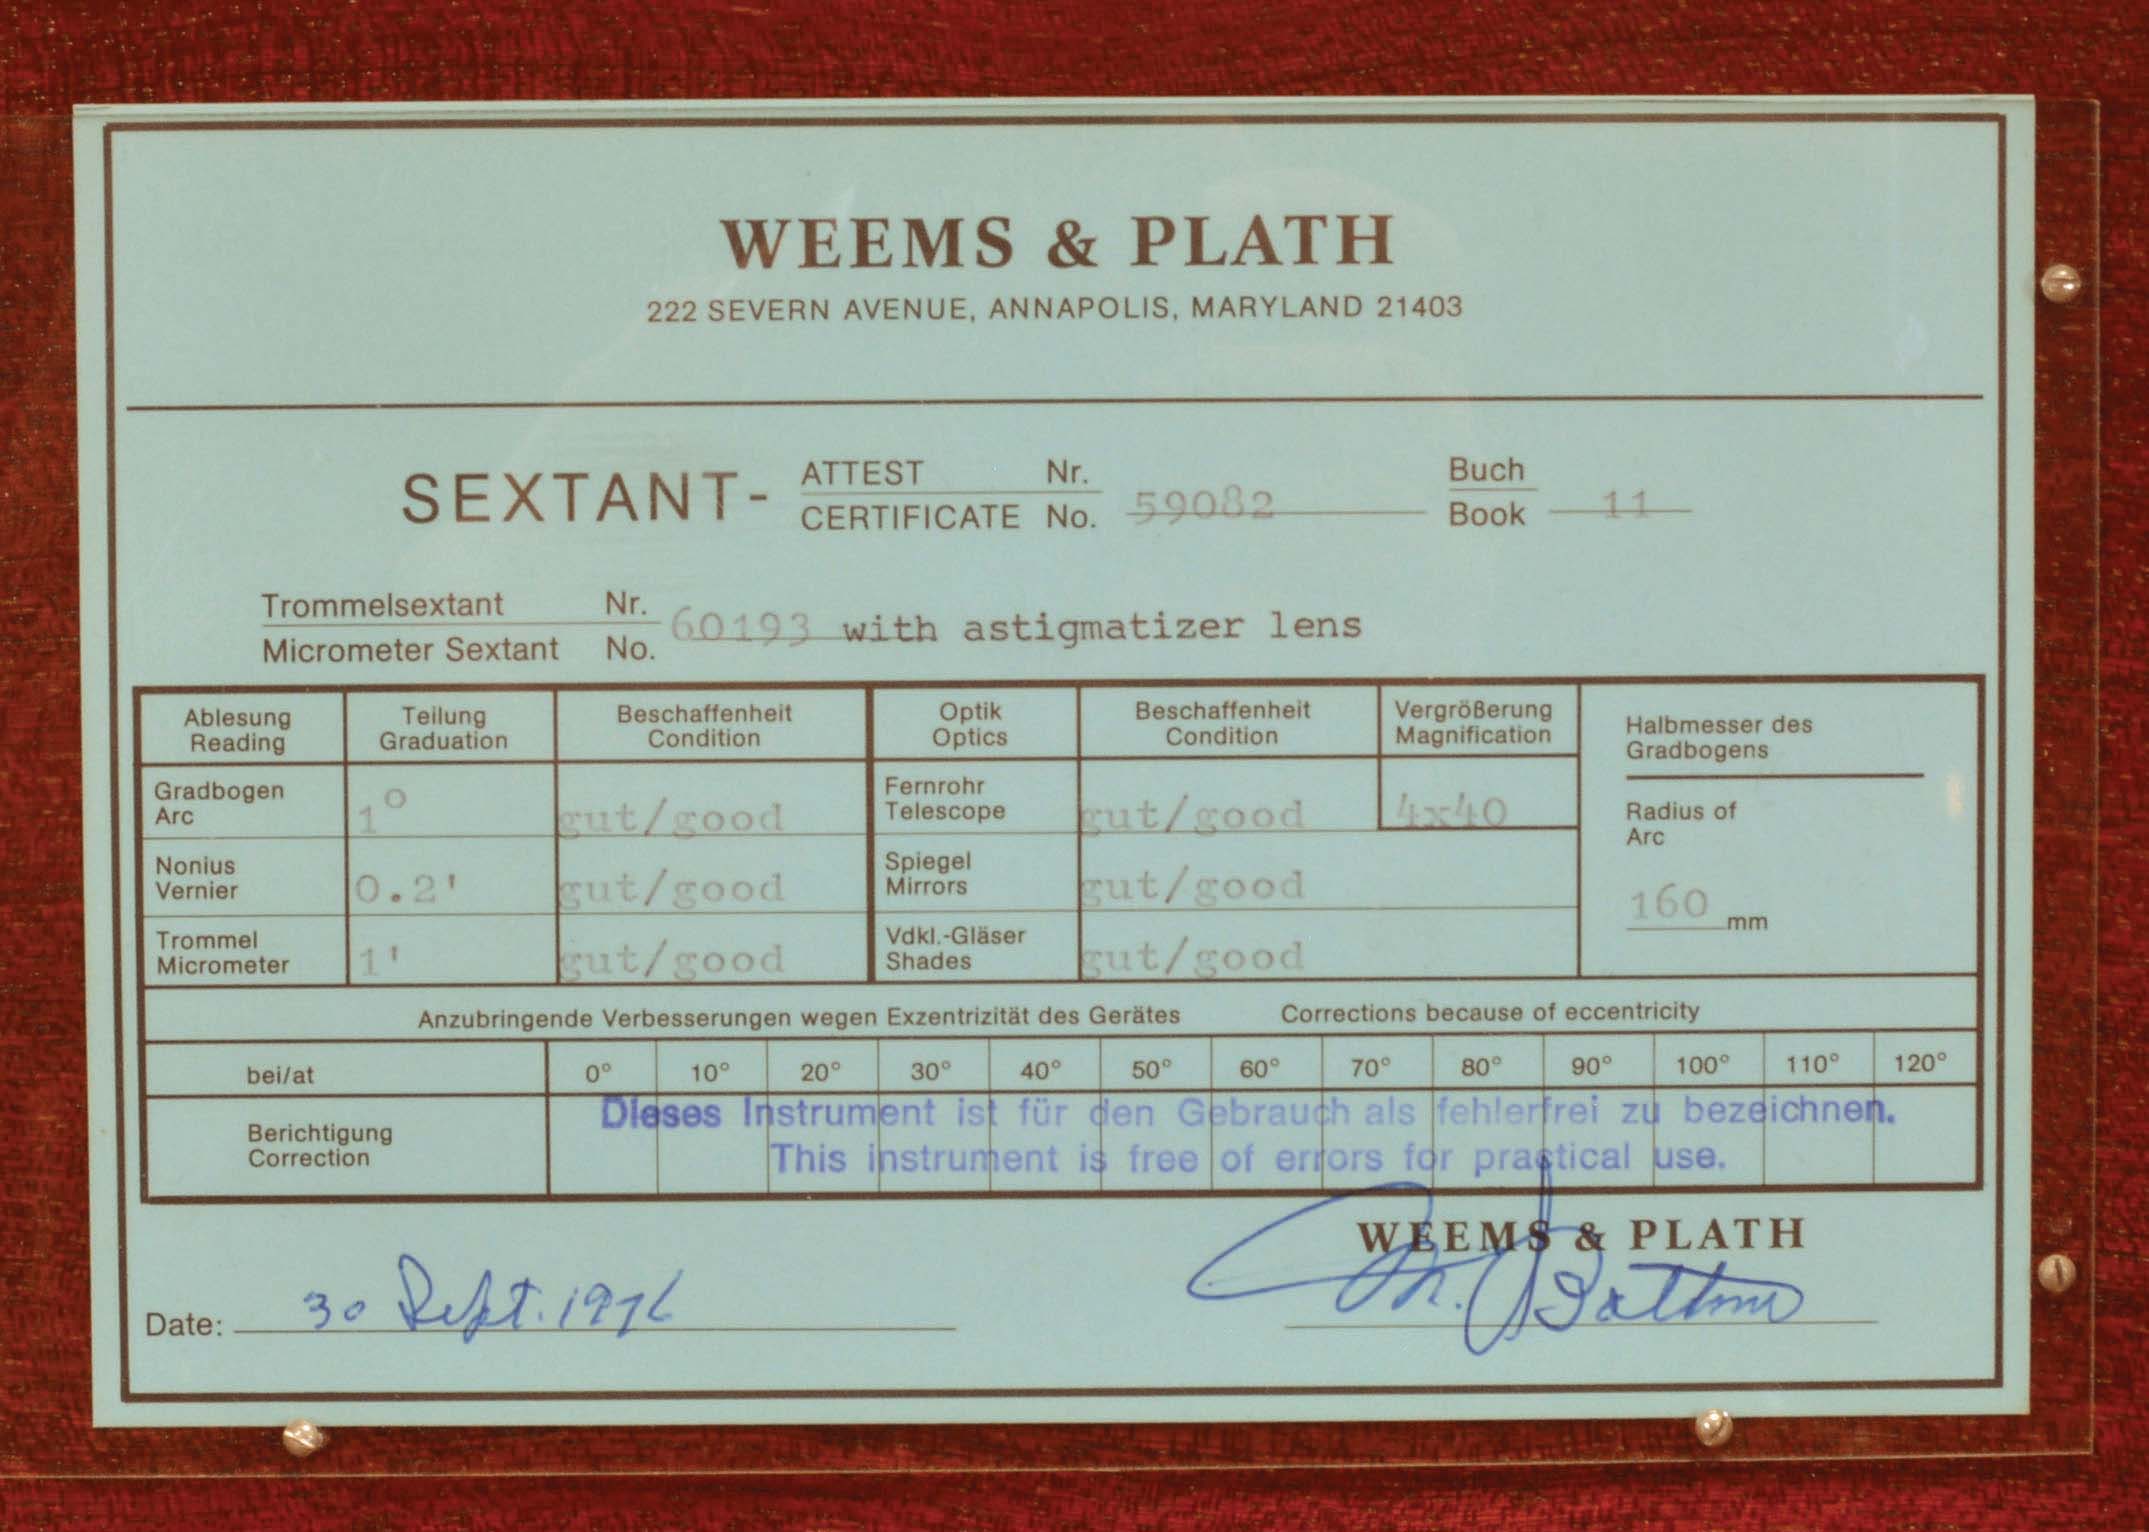 WEEMS & PLATH
222 SEVERN AVENUE, ANNAPOLIS, MARYLAND 21403
SEXTANT- ATTEST Nr. CERTIFICATE No. 59082 Buch Book 11
Trommelsextant Nr.
Micrometer Sextant No. 60193 with astigmatizer lens
Ablesung Reading Teilung Graduation Beschaffenheit Condition Optik Optics Beschaffenheit Condition Vergrößerung Magnification Halbmesser des Gradbogens
Gradbogen Arc 1° gut/good Fernrohr Telescope gut/good 4x40 Radius of Arc
Nonius Vernier 0.2' gut/good Spiegel Mirrors gut/good 160 mm
Trommel Micrometer 1' gut/good Vdkl.-Gläser Shades gut/good
Anzubringende Verbesserungen wegen Exzentrizität des Gerätes Corrections because of eccentricity
bei/at 0° 10° 20° 30° 40° 50° 60° 70° 80° 90° 100° 110° 120°
Berichtigung Correction
Dieses Instrument ist für den Gebrauch als fehlerfrei zu bezeichnen.
This instrument is free of errors for practical use.
WEEMS & PLATH
Date: 30 Sept. 1976